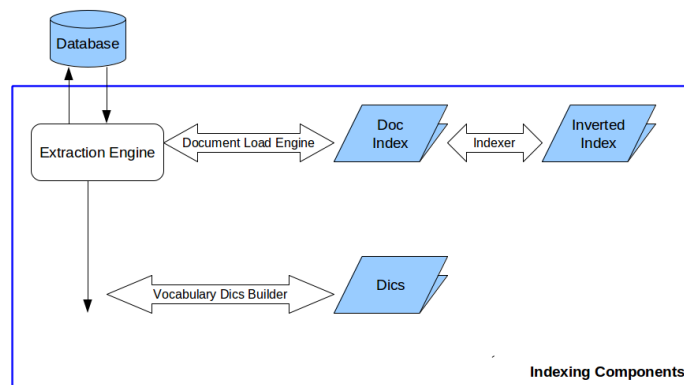 Database
Extraction Engine
Document Load Engine
Doc
Index
Indexer
Inverted
Index
Vocabulary Dics Builder
Dics
Indexing Components